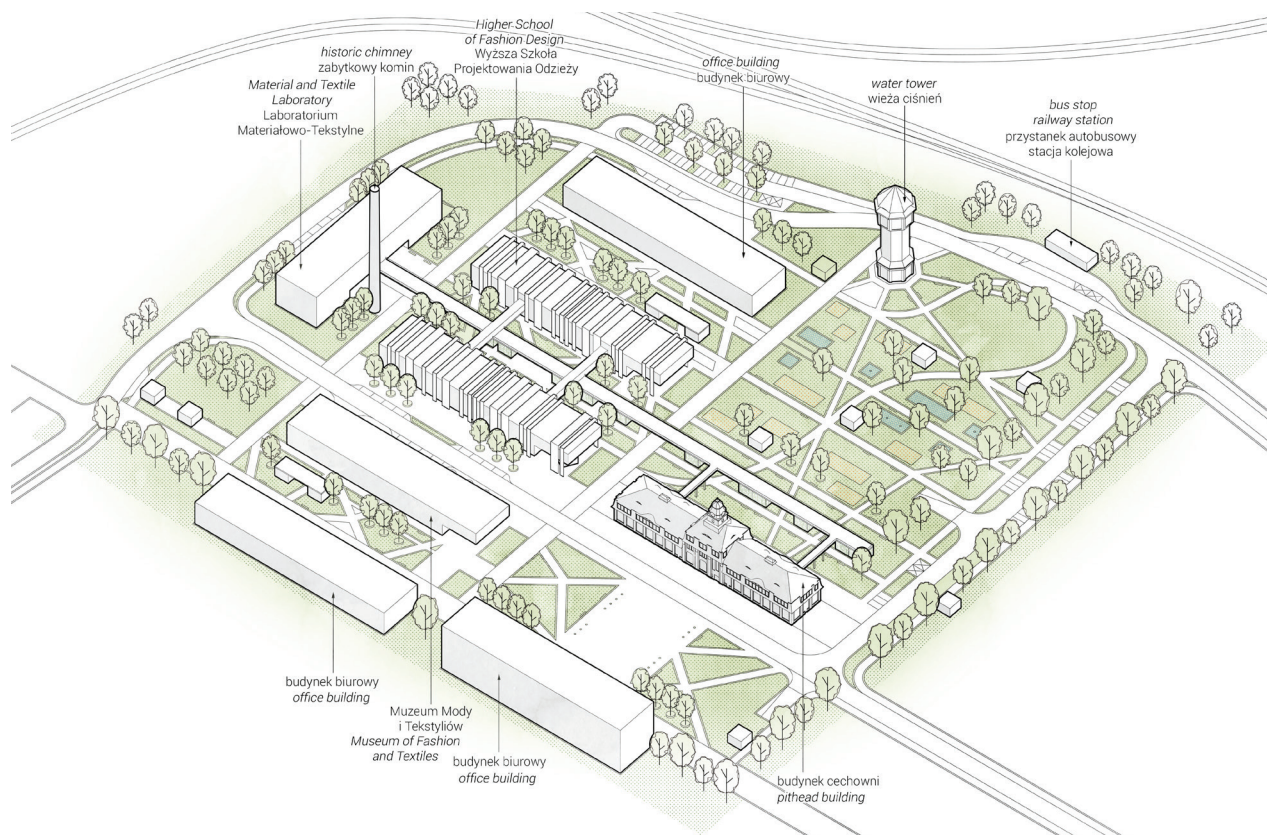 Higher School
of Fashion Design
Wyższa Szkoła
Projektowania Odzieży
historic chimney
zabytkowy komin
Material and Textile
Laboratory
Laboratorium
Materiałowo-Tekstylne
office building
budynek biurowy
water tower
wieża ciśnień
bus stop
railway station
przystanek autobusowy
stacja kolejowa
budynek biurowy
office building
Muzeum Mody
i Tekstyliów
Museum of Fashion
and Textiles
budynek biurowy
office building
budynek cechowni
pithead building